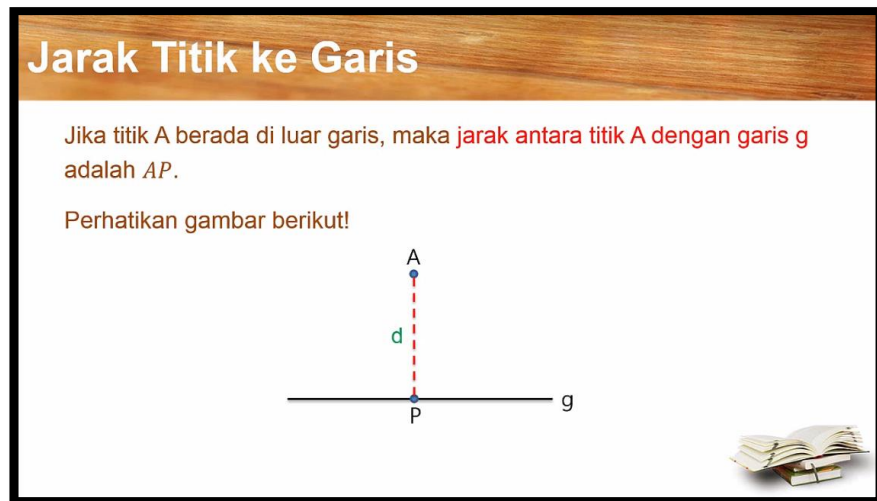 Jarak Titik ke Garis
Jika titik A berada di luar garis, maka jarak antara titik A dengan garis g
adalah AP.
Perhatikan gambar berikut!
A
d
g
P